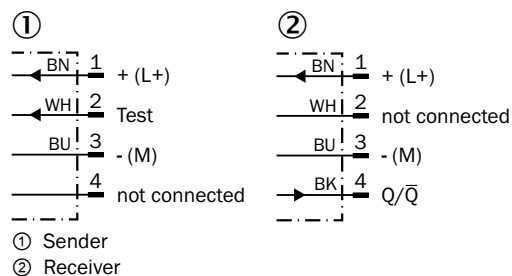 ① ②
BN 1 + (L+)
WH 2 Test
BU 3 - (M)
4 not connected
BN 1 + (L+)
WH 2 not connected
BU 3 - (M)
BK 4 Q/Q̅
① Sender
② Receiver